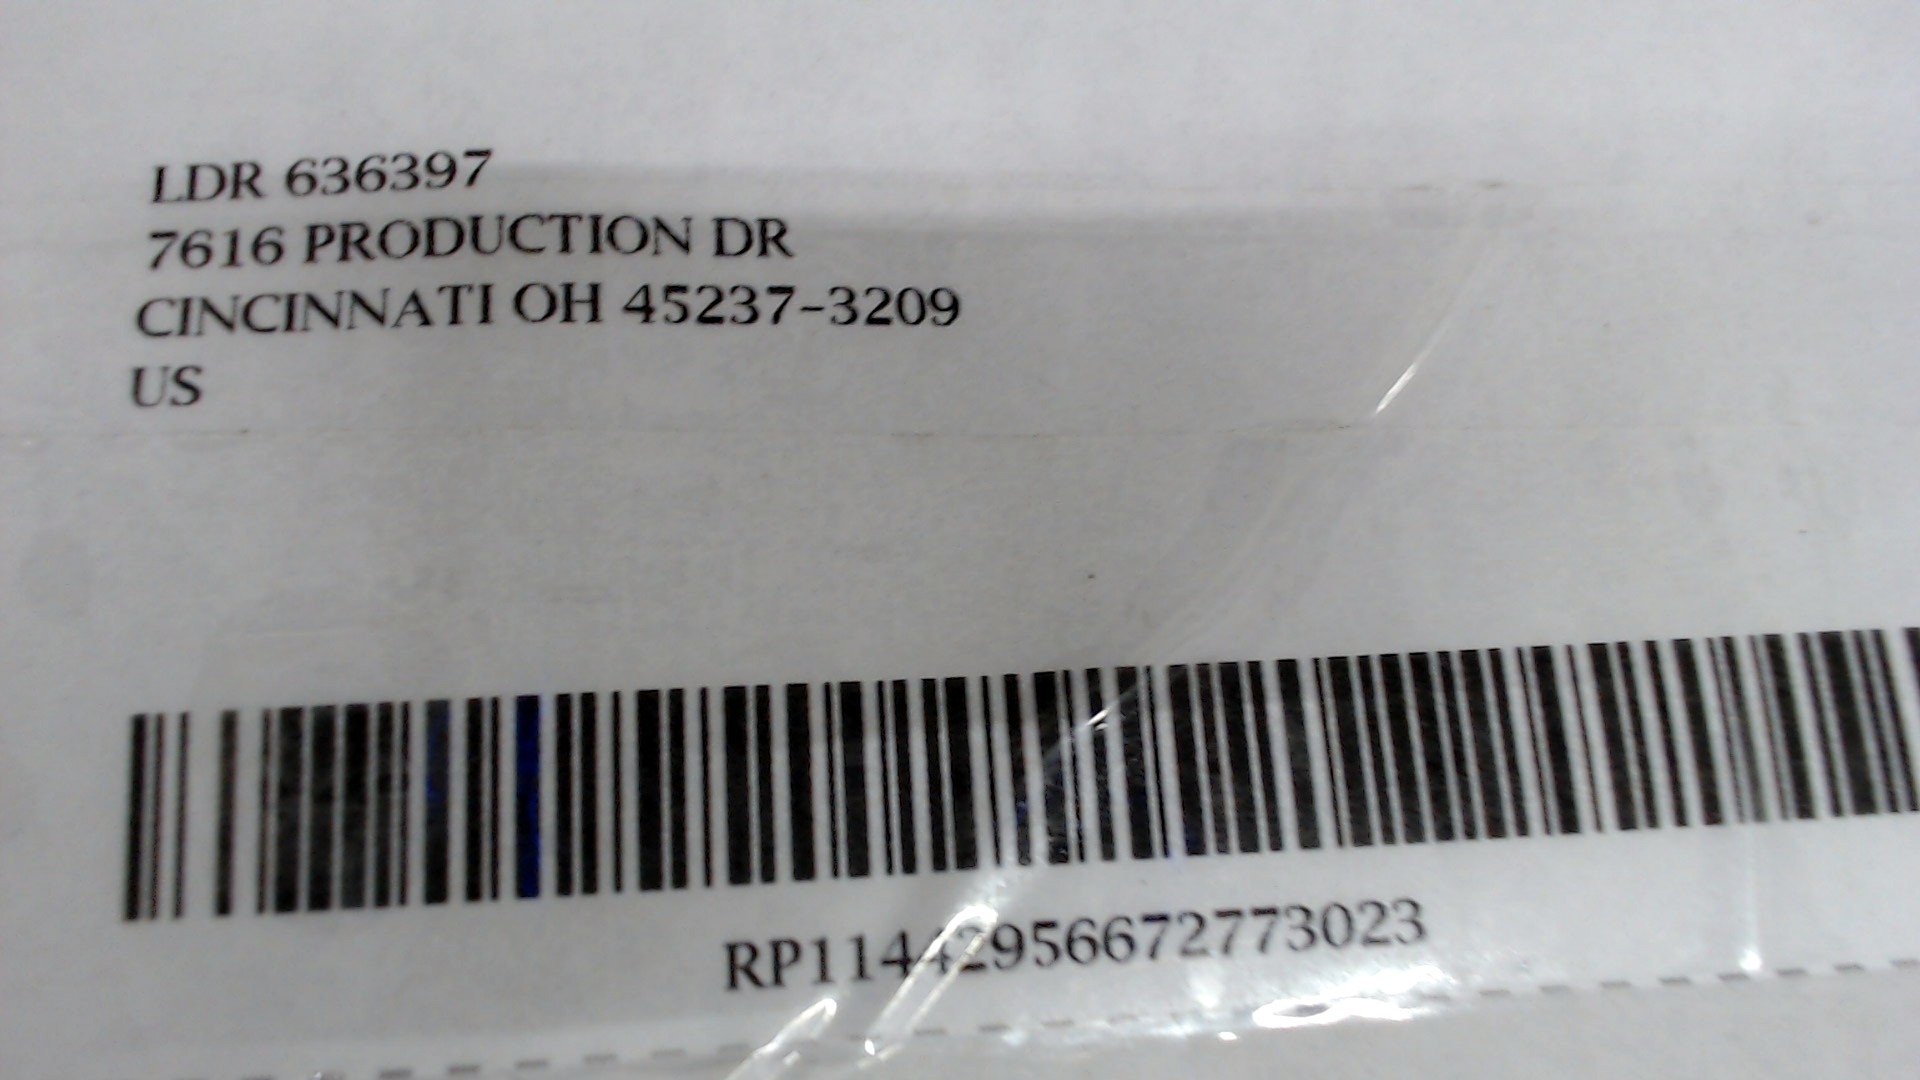 LDR 636397
7616 PRODUCTION DR
CINCINNATI OH 45237-3209
US
RP11442956672773023